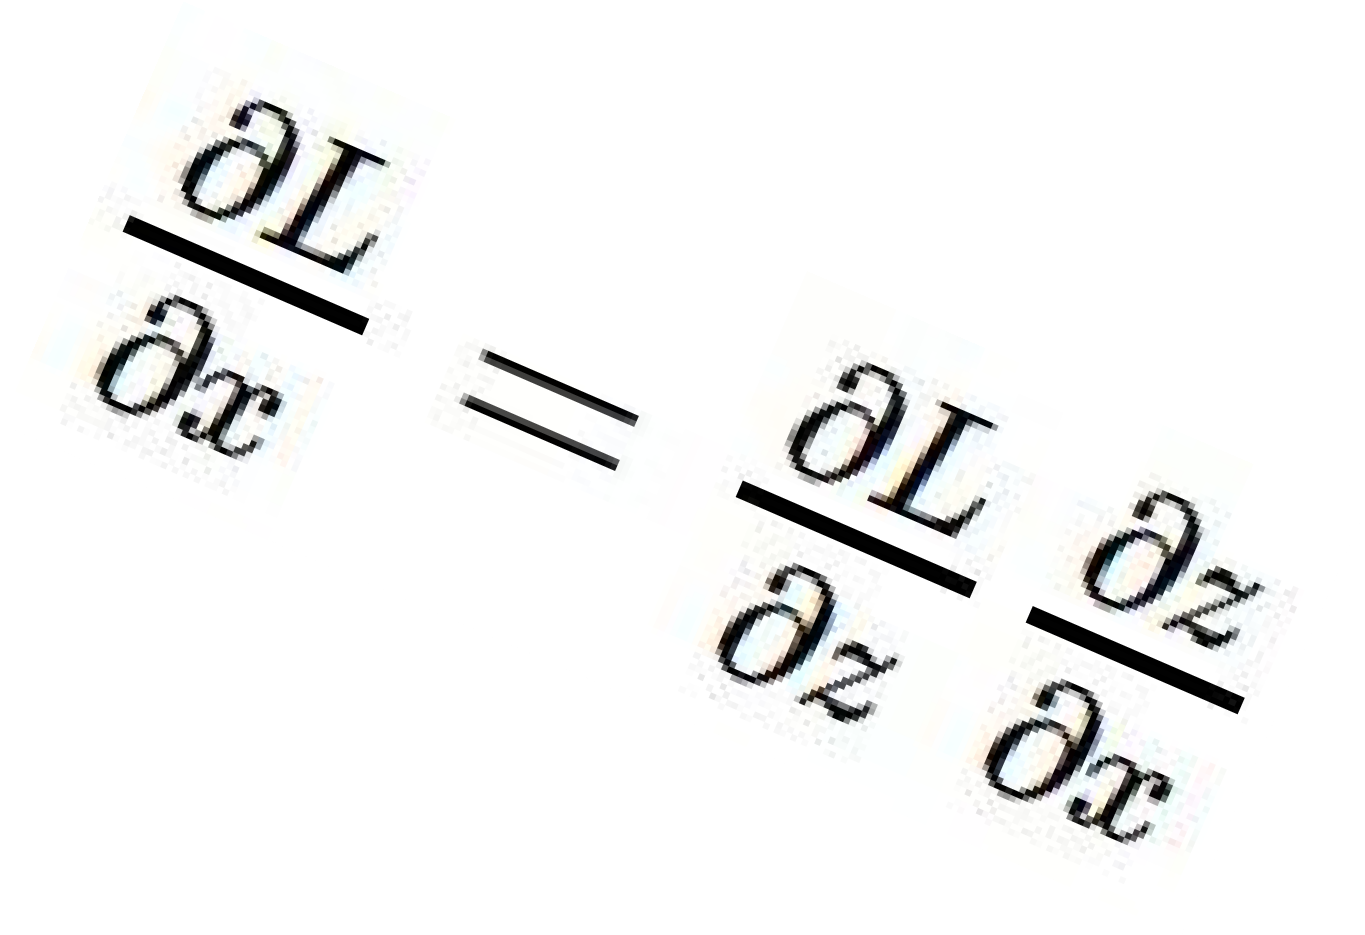 ∂L/∂x = ∂L/∂z ∂z/∂x